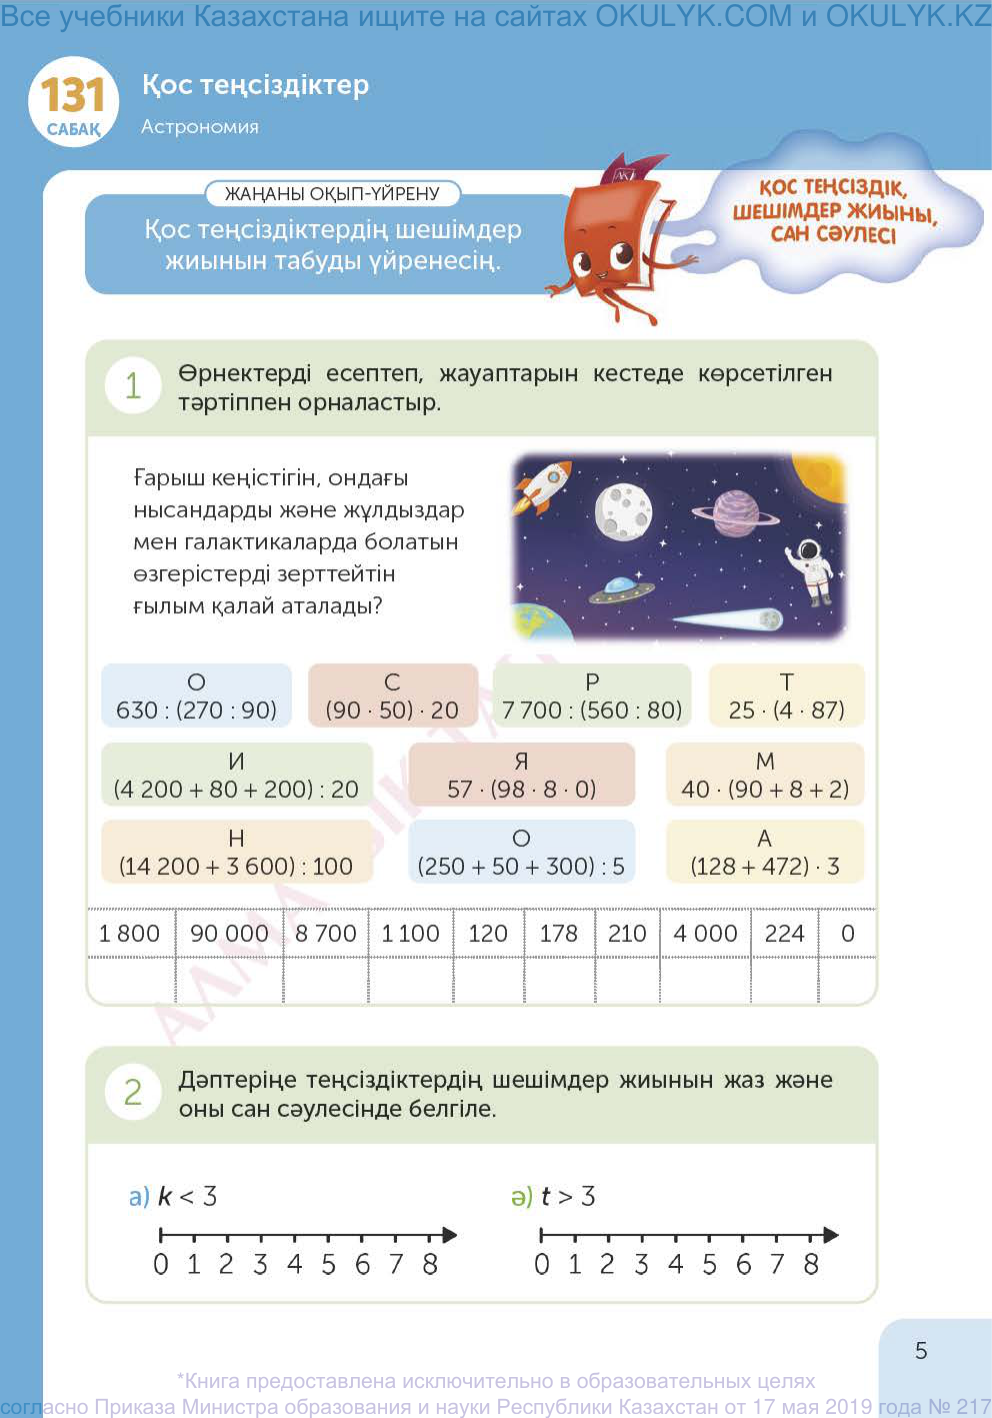 Все учебники Казахстана ищите на сайтах OKULYK.COM и OKULYK.KZ
131
САБАҚ
Қос теңсіздіктер
Астрономия
ЖАҢАНЫ ОҚЫП-ҮЙРЕНУ
Қос теңсіздіктердің шешімдер
жиынын табуды үйренесің.
ҚОС ТЕҢСІЗДІК,
ШЕШІМДЕР ЖИЫНЫ,
САН СӘУЛЕСІ
1
Өрнектерді есептеп, жауаптарын кестеде көрсетілген
тәртіппен орналастыр.
Ғарыш кеңістігін, ондағы
нысандарды және жұлдыздар
мен галактикаларда болатын
өзгерістерді зерттейтін
ғылым қалай аталады?
О С Р Т
630 : (270 : 90) (90 · 50) · 20 7 700 : (560 : 80) 25 · (4 · 87)
И Я М
(4 200 + 80 + 200) : 20 57 · (98 · 8 · 0) 40 · (90 + 8 + 2)
Н О А
(14 200 + 3 600) : 100 (250 + 50 + 300) : 5 (128 + 472) · 3
1 800 90 000 8 700 1 100 120 178 210 4 000 224 0
2
Дәптеріңе теңсіздіктердің шешімдер жиынын жаз және
оны сан сәулесінде белгіле.
а) k < 3 ә) t > 3
0 1 2 3 4 5 6 7 8 0 1 2 3 4 5 6 7 8
5
*Книга предоставлена исключительно в образовательных целях
согласно Приказа Министра образования и науки Республики Казахстан от 17 мая 2019 года № 217